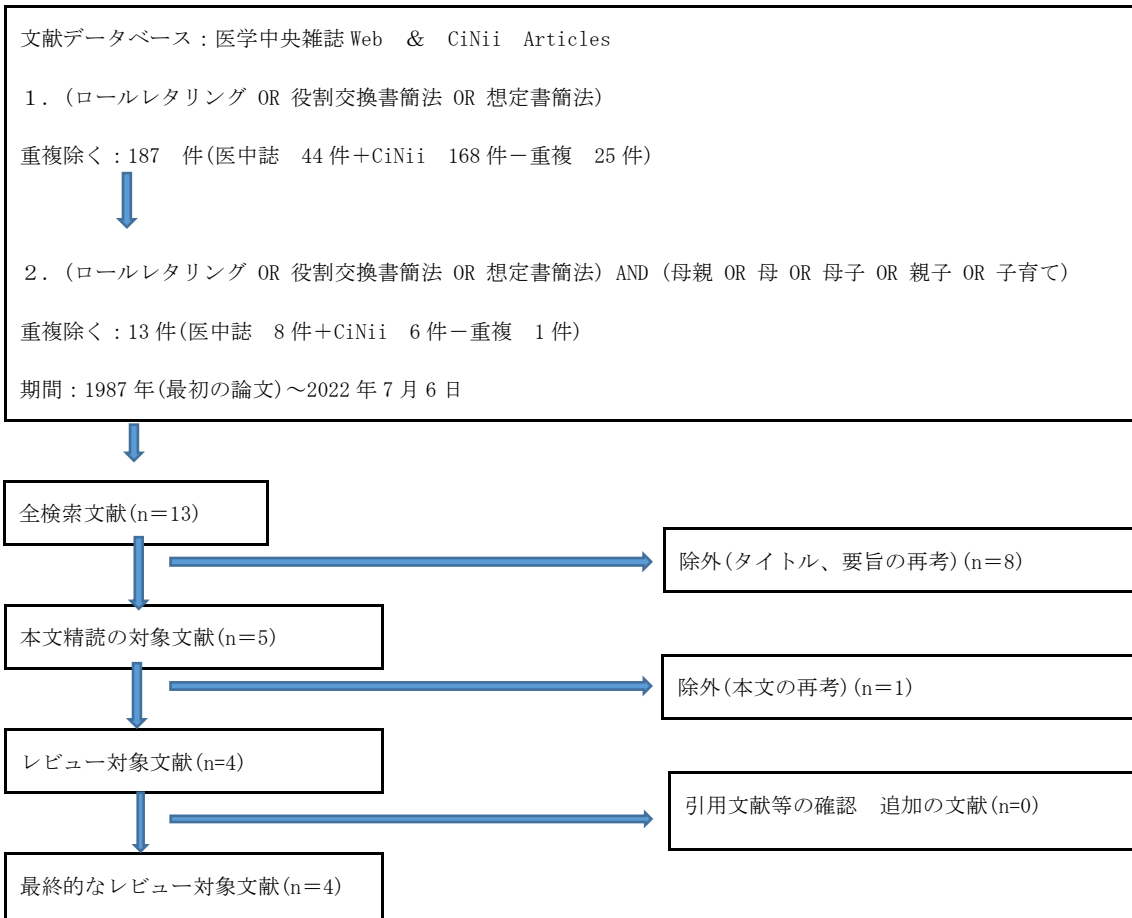 文献データベース：医学中央雑誌 Web　＆　CiNii　Articles
１．(ロールレタリング OR 役割交換書簡法 OR 想定書簡法)
重複除く：187　件(医中誌　44 件＋CiNii　168 件－重複　25 件)
２．(ロールレタリング OR 役割交換書簡法 OR 想定書簡法) AND (母親 OR 母 OR 母子 OR 親子 OR 子育て)
重複除く：13 件(医中誌　8 件＋CiNii　6 件－重複　1 件)
期間：1987 年(最初の論文)～2022 年 7 月 6 日
全検索文献(n＝13)
除外(タイトル、要旨の再考)(n＝8)
本文精読の対象文献(n＝5)
除外(本文の再考)(n＝1)
レビュー対象文献(n=4)
引用文献等の確認　追加の文献(n=0)
最終的なレビュー対象文献(n＝4)